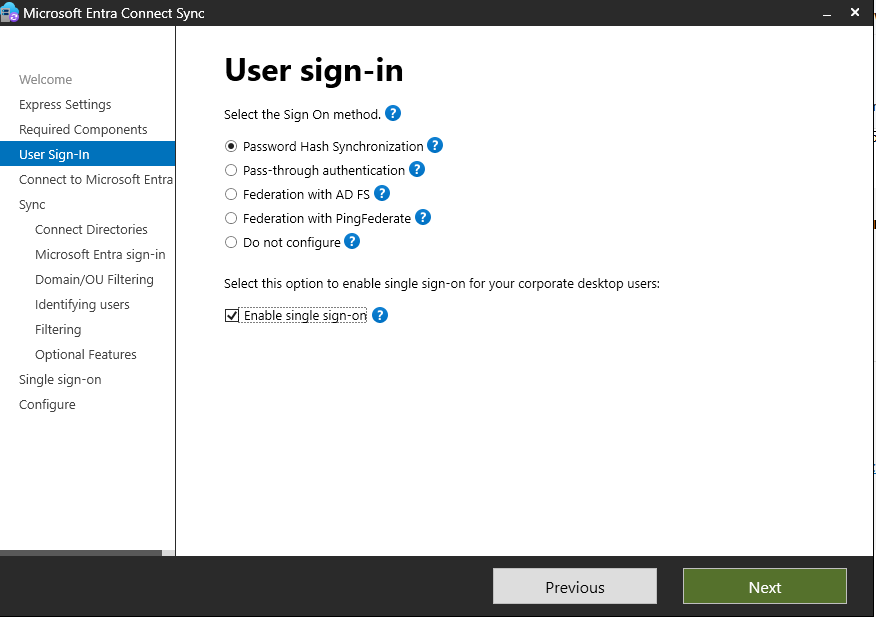 Microsoft Entra Connect Sync
Welcome
Express Settings
Required Components
User Sign-In
Connect to Microsoft Entra
Sync
Connect Directories
Microsoft Entra sign-in
Domain/OU Filtering
Identifying users
Filtering
Optional Features
Single sign-on
Configure
User sign-in
Select the Sign On method. ?
Password Hash Synchronization ?
Pass-through authentication ?
Federation with AD FS ?
Federation with PingFederate ?
Do not configure ?
Select this option to enable single sign-on for your corporate desktop users:
Enable single sign-on ?
Previous
Next